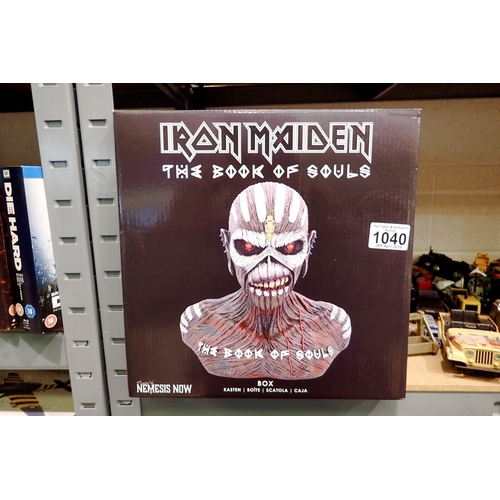 IRON MAIDEN
THE BOOK OF SOULS
1040
THE BOOK OF SOULS
BOX
KASTEN | BOÎTE | SCATOLA | CAJA
NEMESIS NOW
DIE HARD